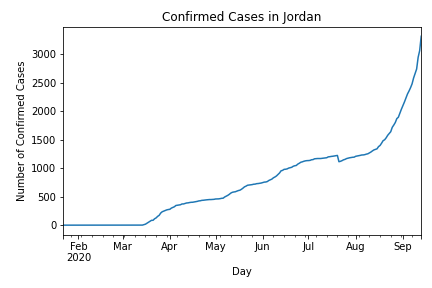 Confirmed Cases in Jordan
Number of Confirmed Cases
3000
2500
2000
1500
1000
500
0
Feb Mar Apr May Jun Jul Aug Sep
2020
Day